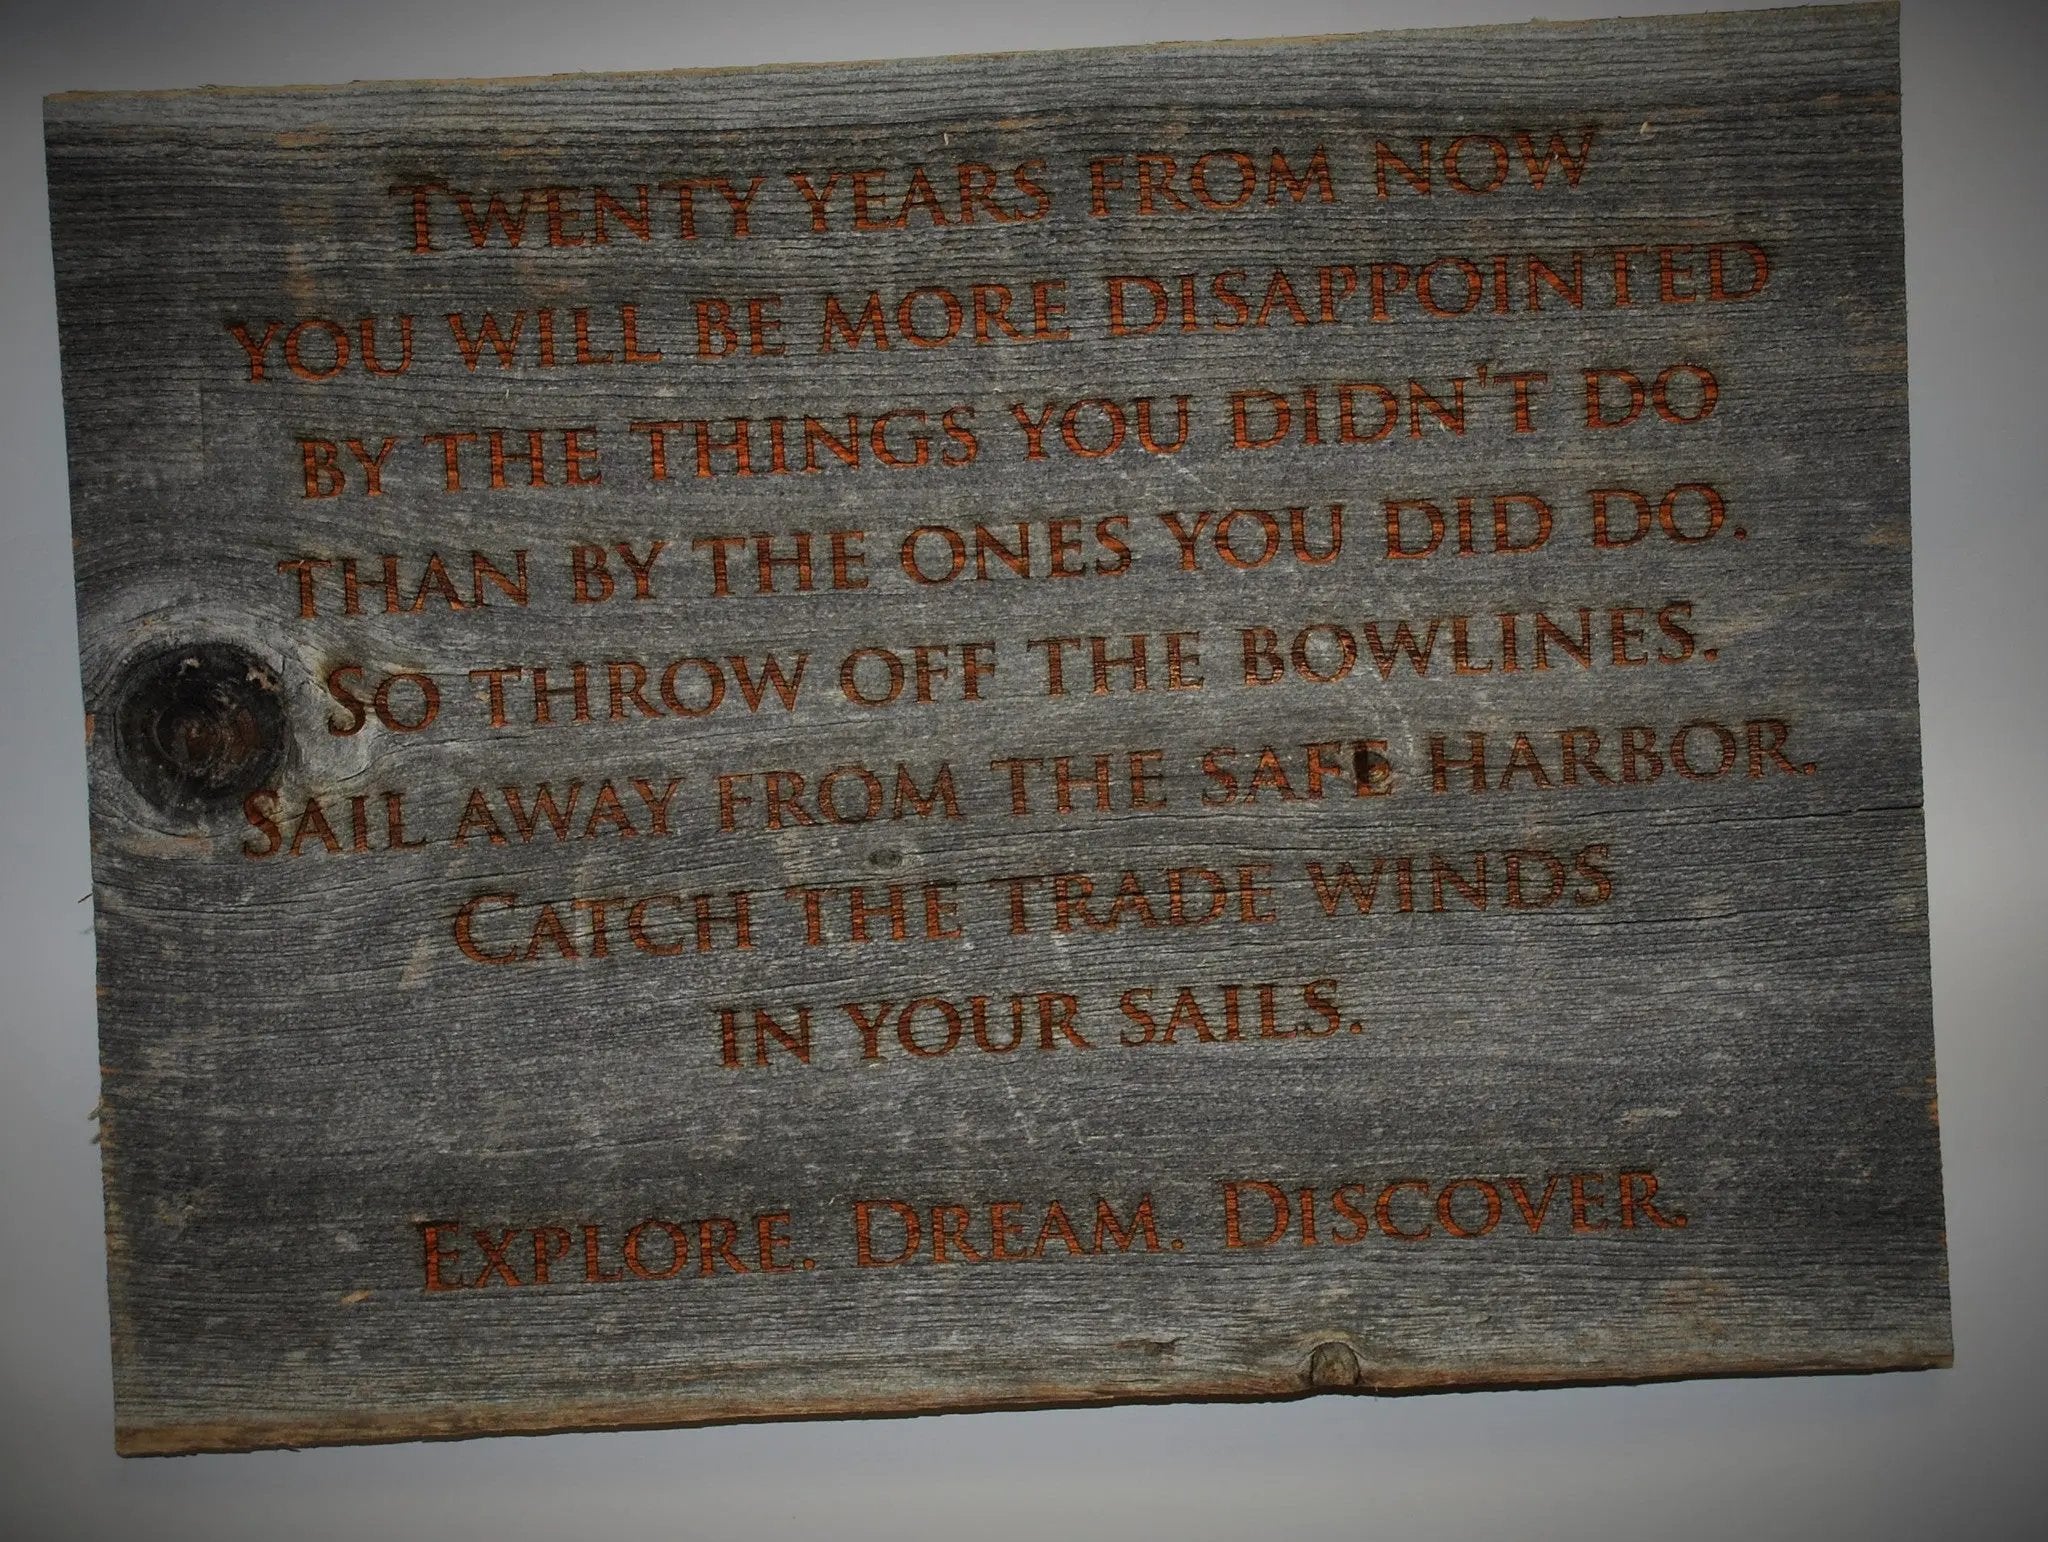 Twenty years from now
you will be more disappointed
by the things you didn't do
than by the ones you did do.
So throw off the bowlines.
Sail away from the safe harbor.
Catch the trade winds
in your sails.
Explore. Dream. Discover.